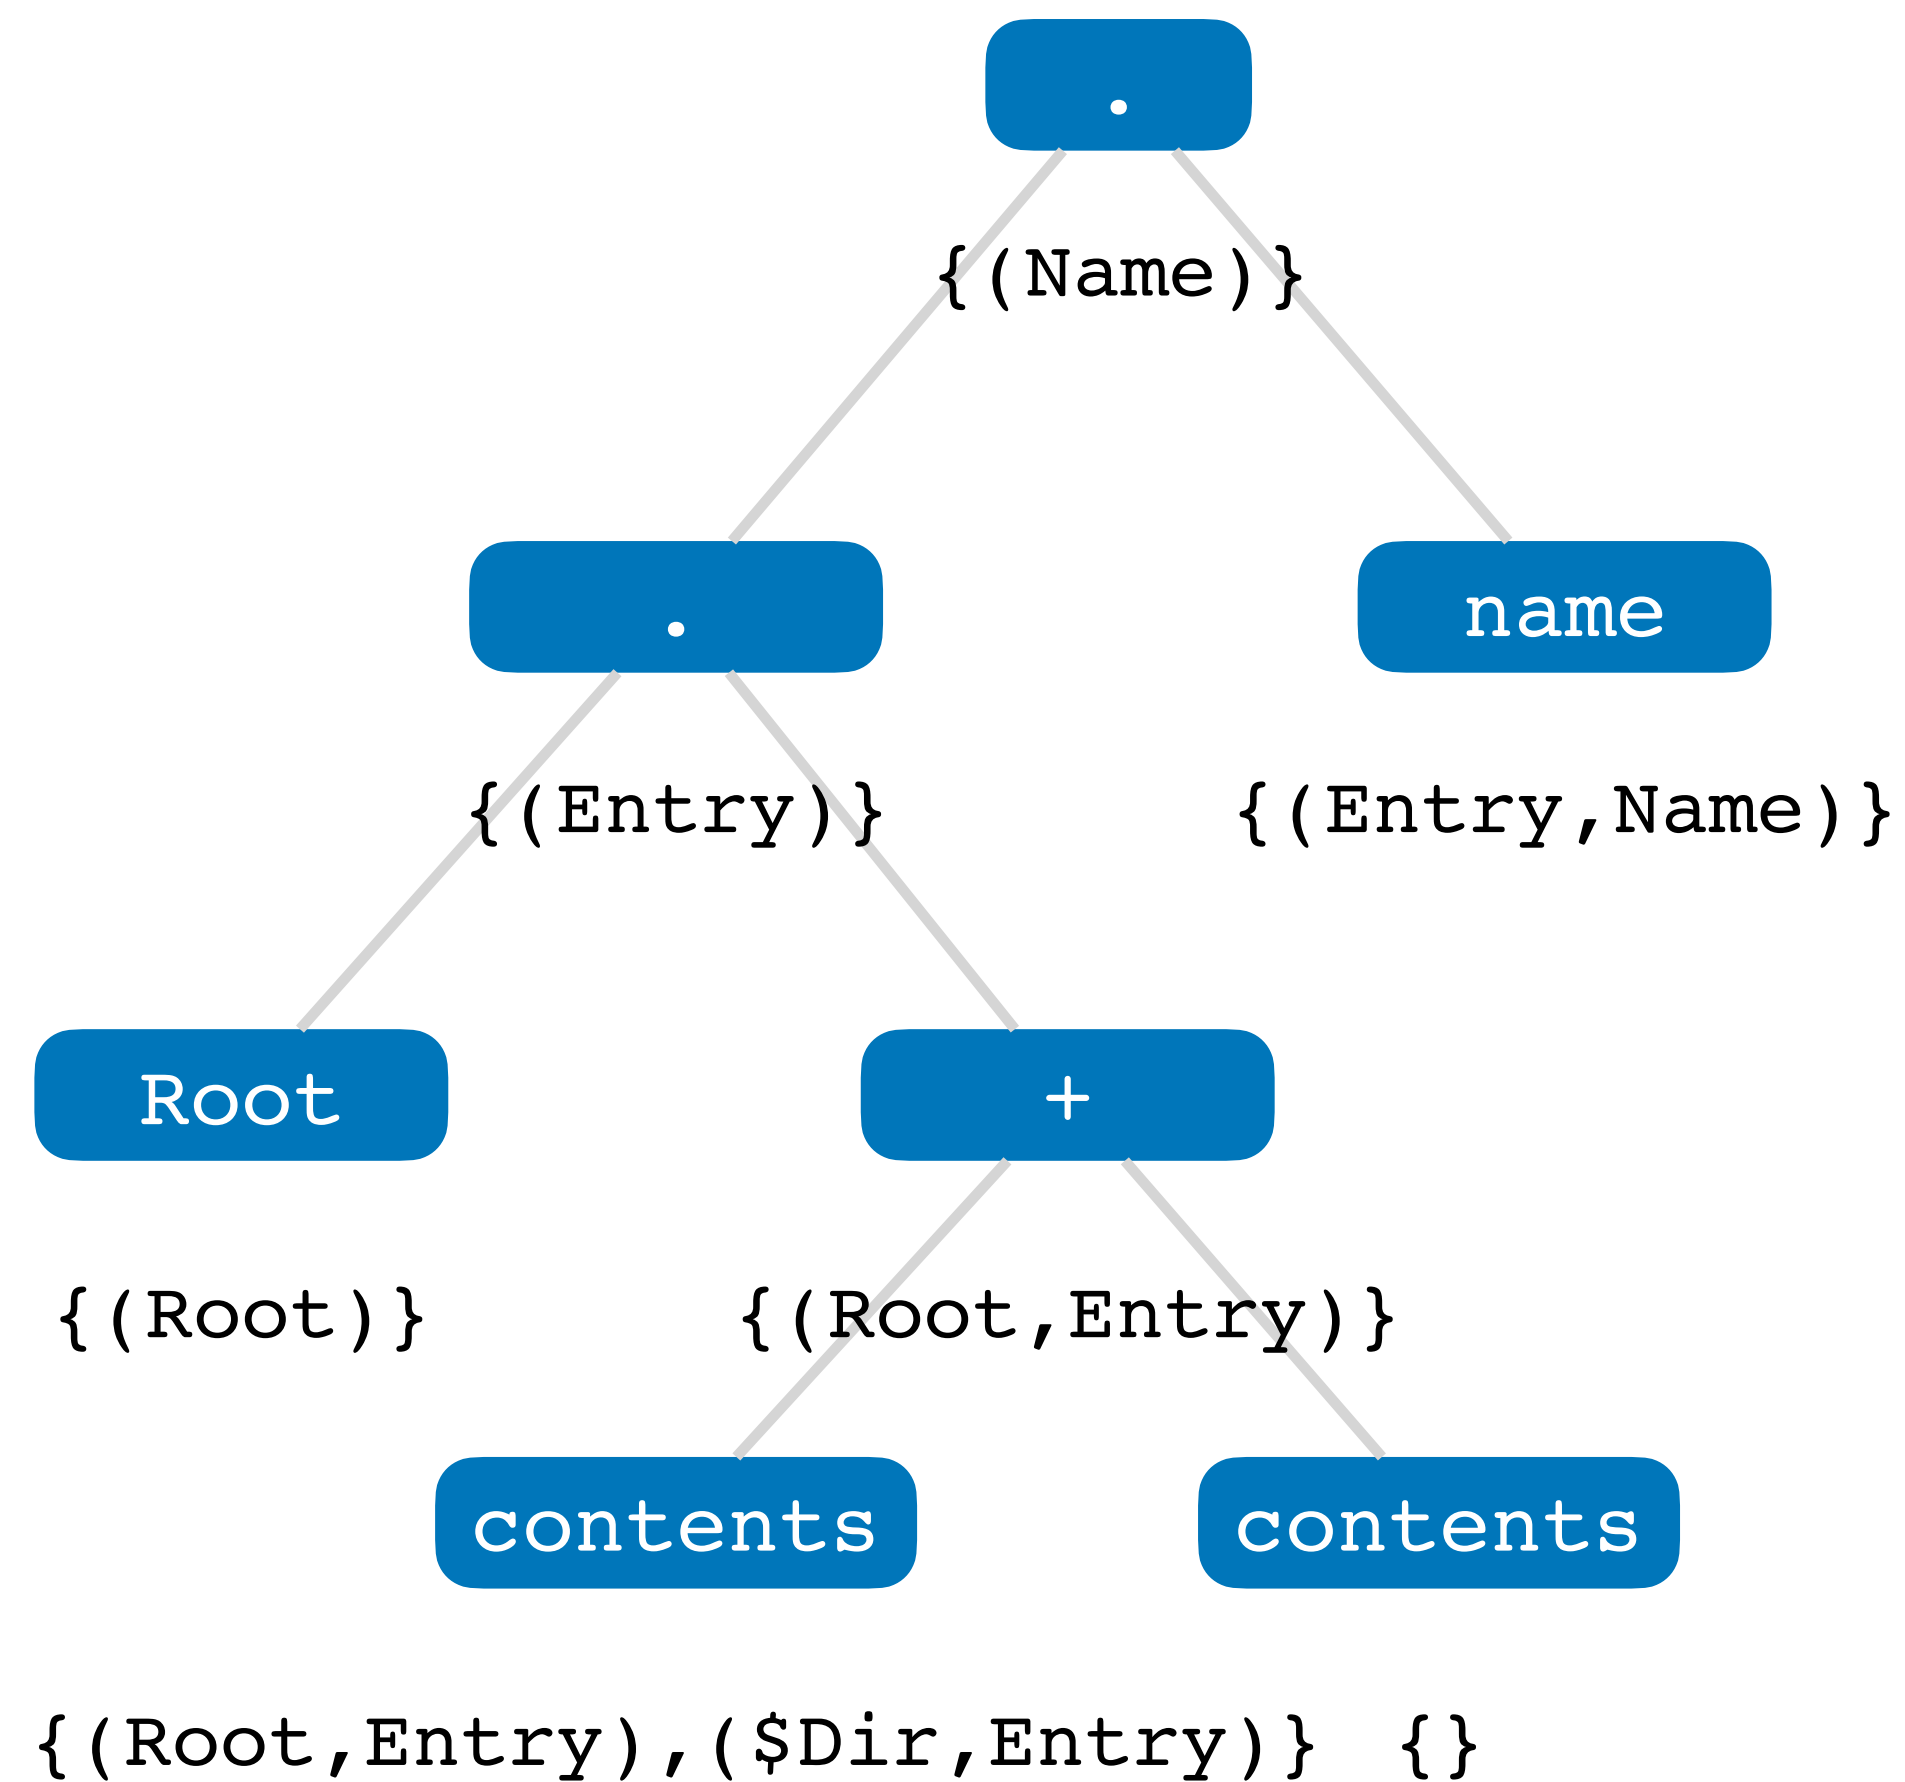 .
{(Name)}
. name
{(Entry)} {(Entry,Name)}
Root +
{(Root)} {(Root,Entry)}
contents contents
{(Root,Entry),($Dir,Entry)} {}